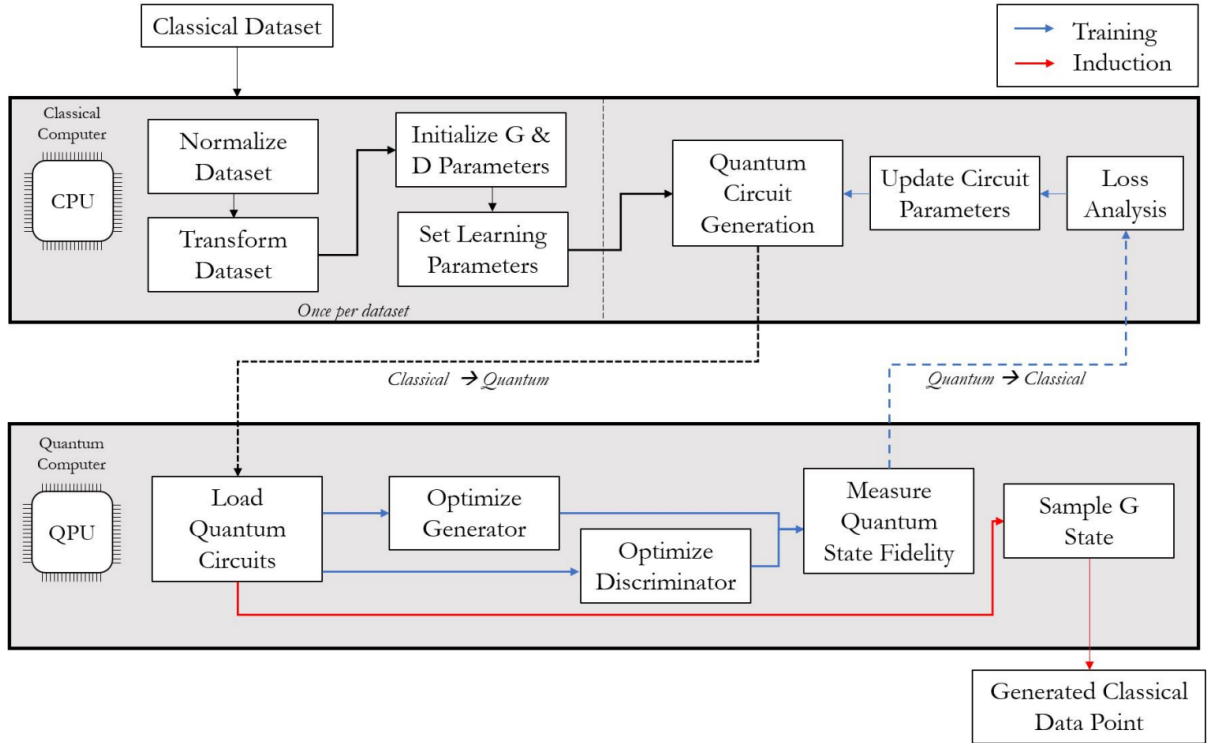 Classical Dataset
Training
Induction
Classical
Computer
CPU
Normalize
Dataset
Transform
Dataset
Initialize G &
D Parameters
Set Learning
Parameters
Once per dataset
Quantum
Circuit
Generation
Update Circuit
Parameters
Loss
Analysis
Classical → Quantum
Quantum → Classical
Quantum
Computer
QPU
Load
Quantum
Circuits
Optimize
Generator
Optimize
Discriminator
Measure
Quantum
State Fidelity
Sample G
State
Generated Classical
Data Point